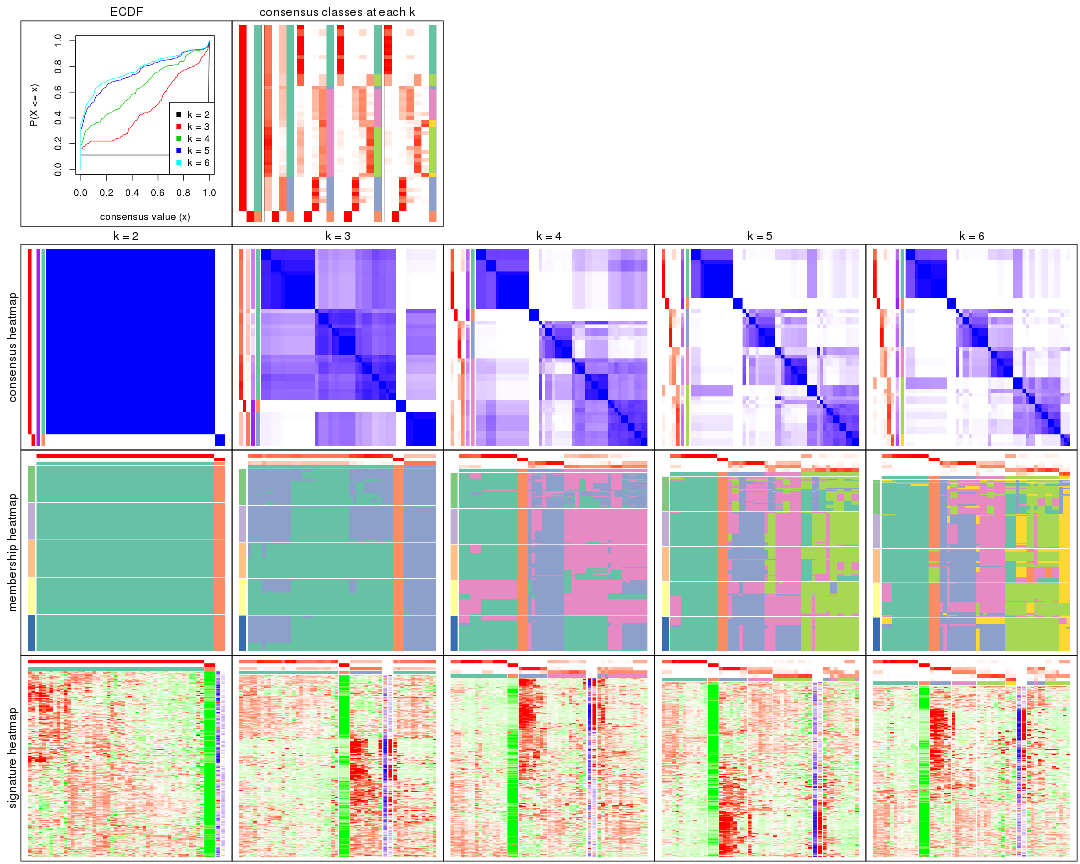 ECDF
consensus classes at each k
P(X <= x)
0.0 0.2 0.4 0.6 0.8 1.0
k = 2
k = 3
k = 4
k = 5
k = 6
0.0 0.2 0.4 0.6 0.8 1.0
consensus value (x)
k = 2
k = 3
k = 4
k = 5
k = 6
consensus heatmap
membership heatmap
signature heatmap